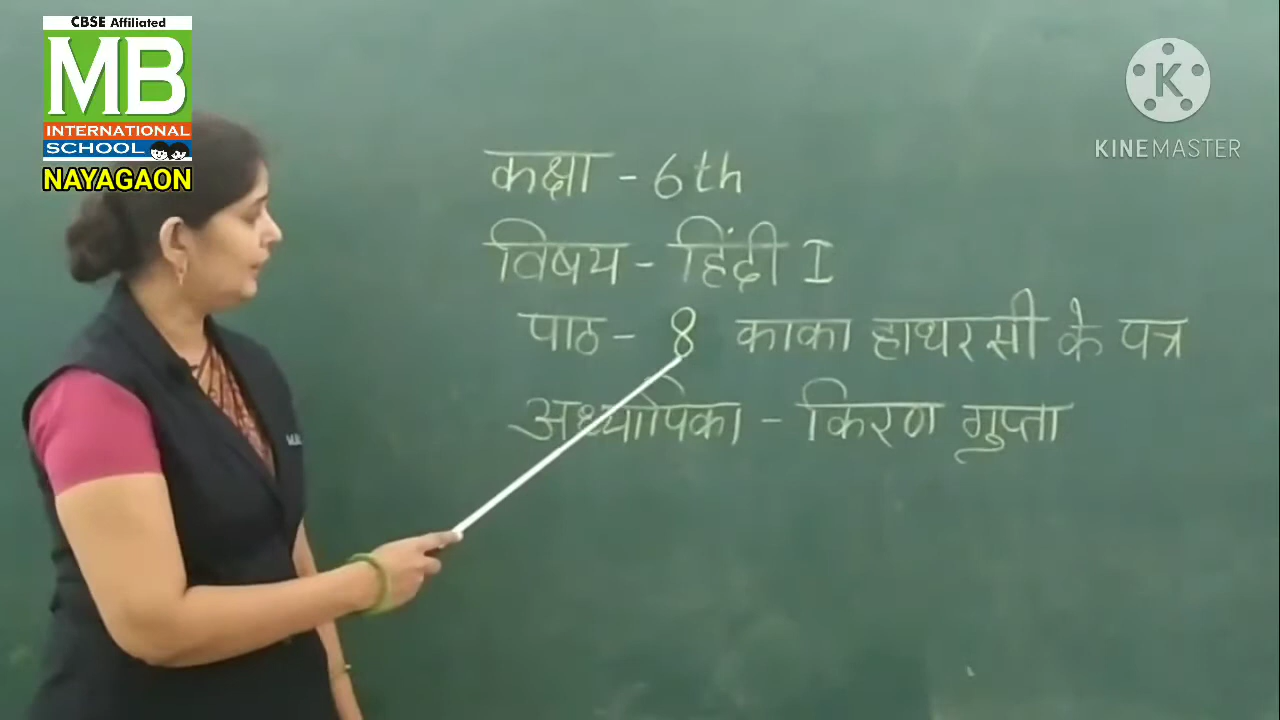 CBSE Affiliated
MB
INTERNATIONAL
SCHOOL
NAYAGAON
K
KINEMASTER
कक्षा - 6th
विषय - हिंदी I
पाठ - 8 काका हाथरसी के पत्र
अध्यापिका - किरण गुप्ता